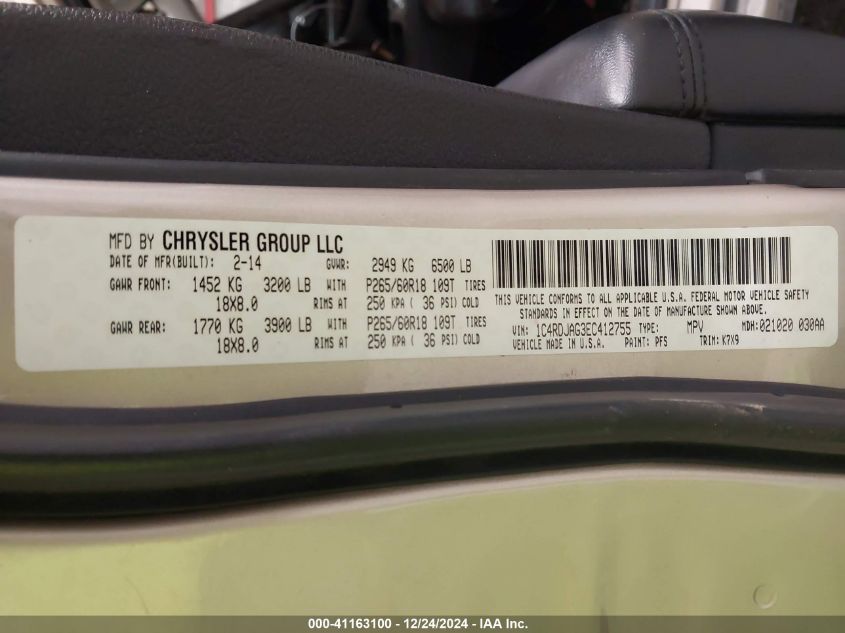 MFD BY CHRYSLER GROUP LLC
DATE OF MFR(BUILT): 2-14 GVWR: 2949 KG 6500 LB
GAWR FRONT: 1452 KG 3200 LB WITH P265/60R18 109T TIRES
18X8.0 RIMS AT 250 KPA ( 36 PSI) COLD
GAWR REAR: 1770 KG 3900 LB WITH P265/60R18 109T TIRES
18X8.0 RIMS AT 250 KPA ( 36 PSI) COLD
THIS VEHICLE CONFORMS TO ALL APPLICABLE U.S.A. FEDERAL MOTOR VEHICLE SAFETY
STANDARDS IN EFFECT ON THE DATE OF MANUFACTURE SHOWN ABOVE.
VIN: 1C4RDJAG3EC412755 TYPE: MPV MDH:021020 030AA
VEHICLE MADE IN U.S.A. PAINT: PFS TRIM: K7X9
000-41163100 - 12/24/2024 - IAA Inc.